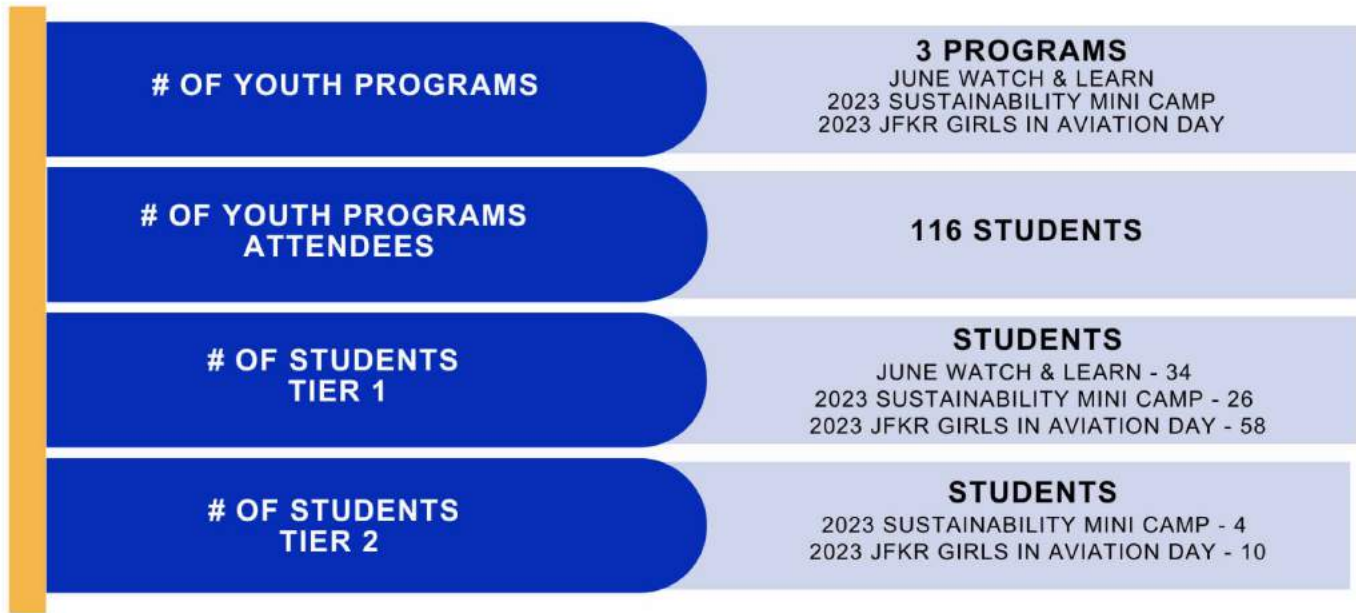 # OF YOUTH PROGRAMS
3 PROGRAMS
JUNE WATCH & LEARN
2023 SUSTAINABILITY MINI CAMP
2023 JFKR GIRLS IN AVIATION DAY
# OF YOUTH PROGRAMS
ATTENDEES
116 STUDENTS
# OF STUDENTS
TIER 1
STUDENTS
JUNE WATCH & LEARN - 34
2023 SUSTAINABILITY MINI CAMP - 26
2023 JFKR GIRLS IN AVIATION DAY - 58
# OF STUDENTS
TIER 2
STUDENTS
2023 SUSTAINABILITY MINI CAMP - 4
2023 JFKR GIRLS IN AVIATION DAY - 10